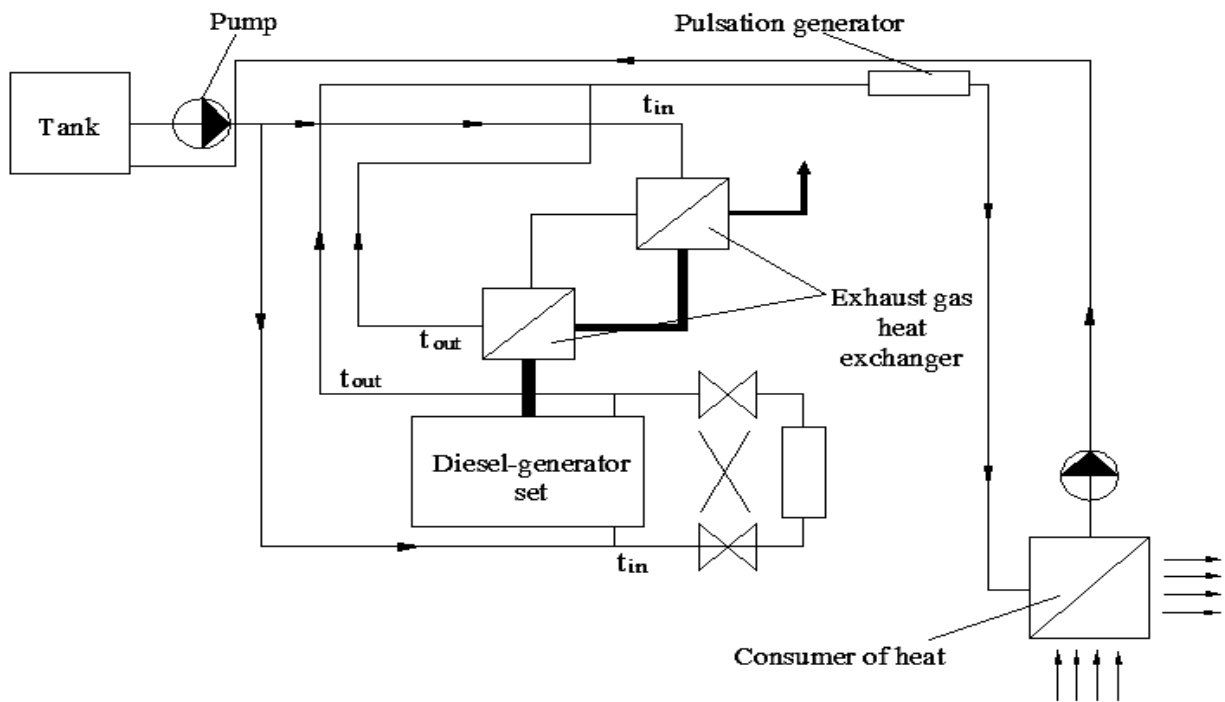 Pump
Pulsation generator
Tank
tin
Exhaust gas
heat
exchanger
tout
tout
Diesel-generator
set
tin
Consumer of heat